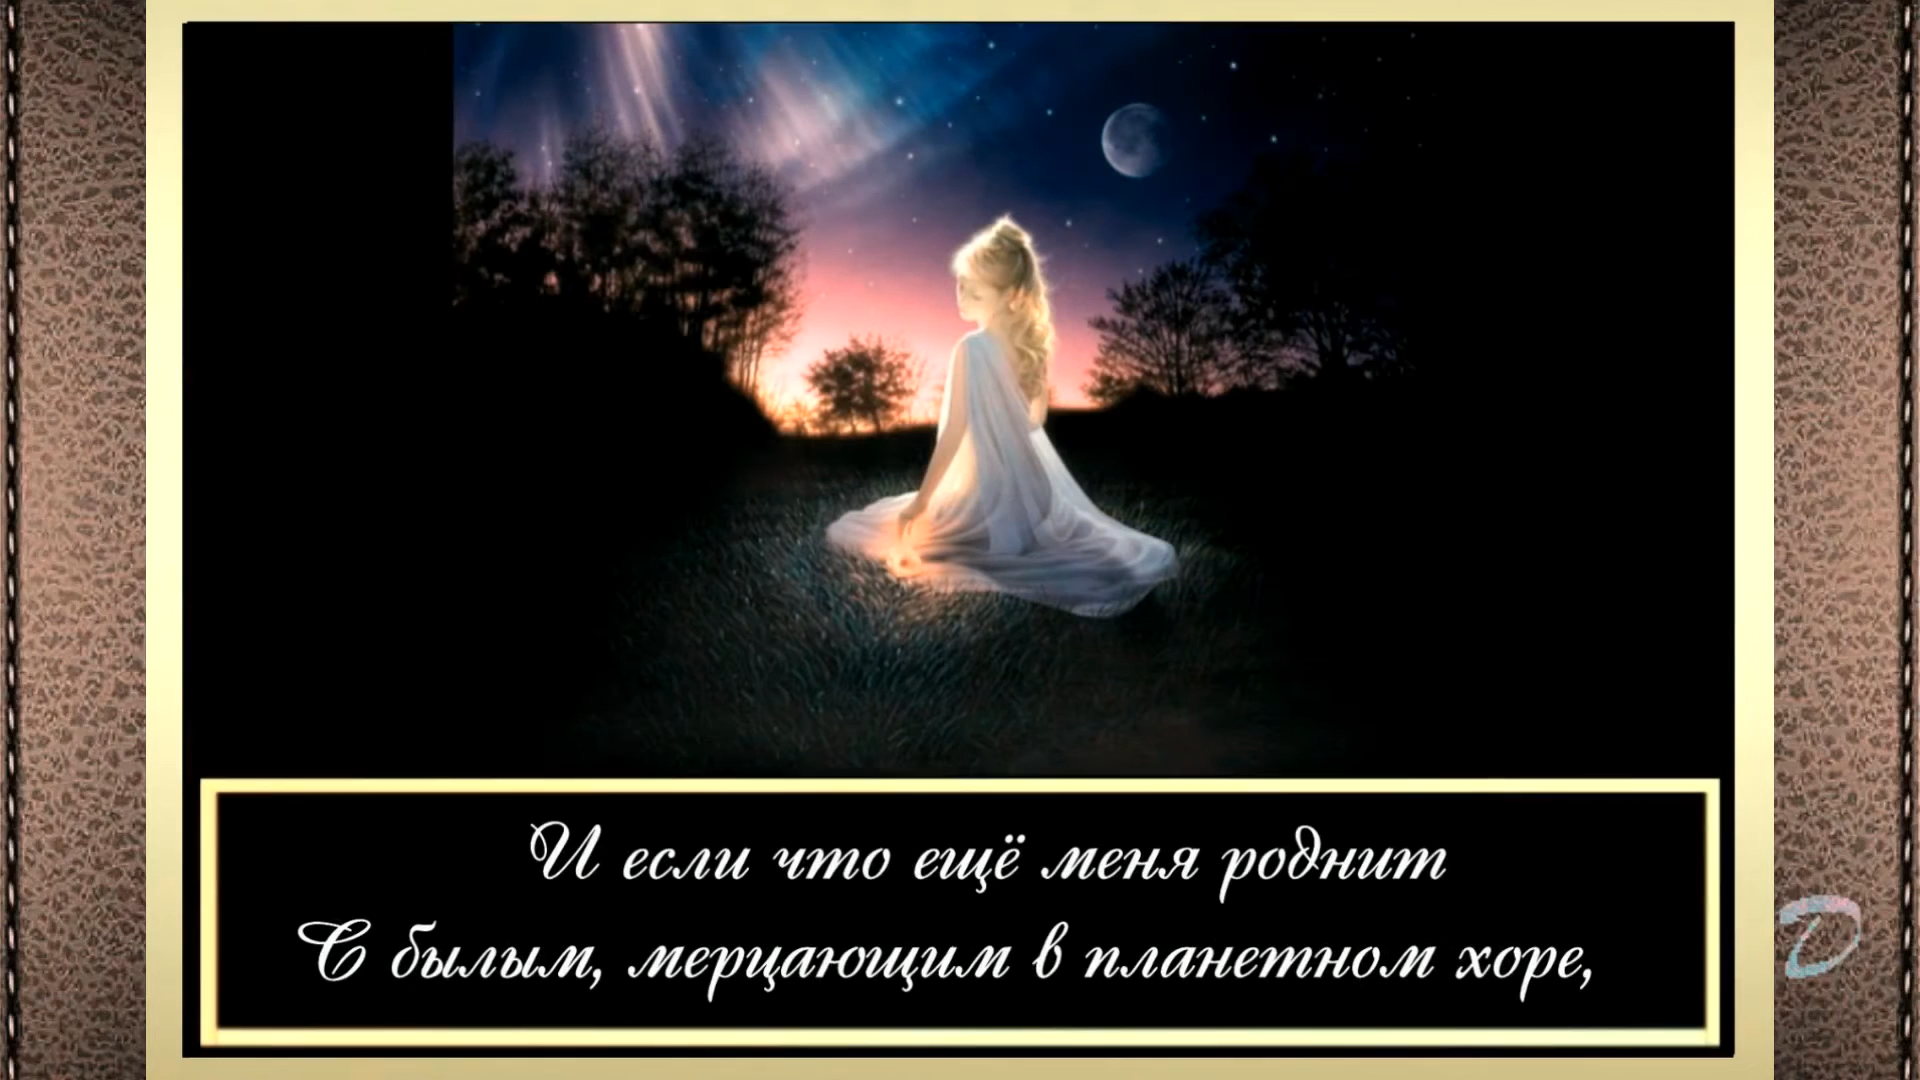 И если что ещё меня роднит
С былым, мерцающим в планетном хоре,
D